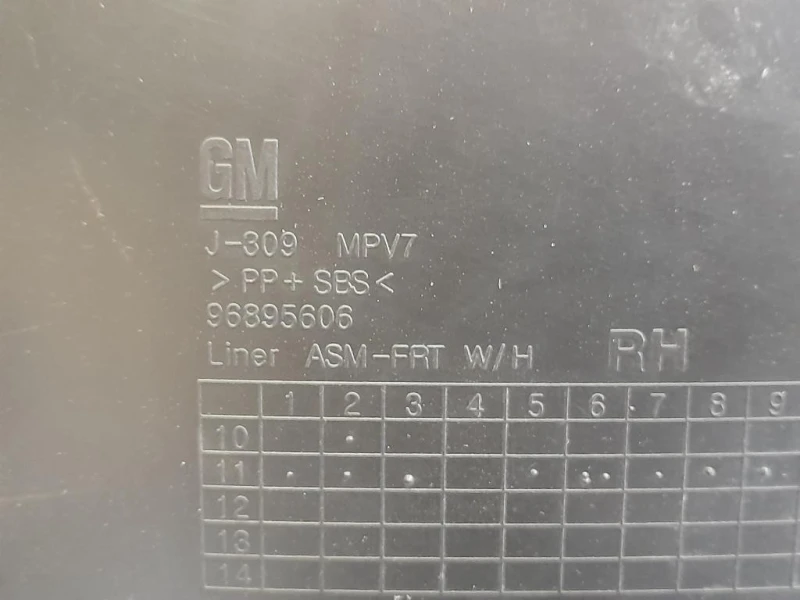 GM
J-309 MPV7
>PP+SBS<
96895606
Liner ASM-FRT W/H RH
1 2 3 4 5 6 7 8 9
10
11
12
13
14